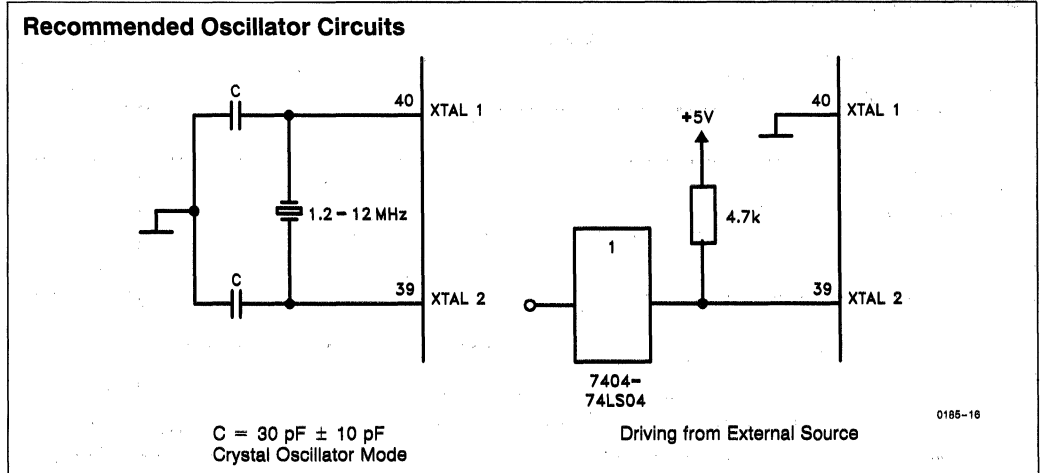 Recommended Oscillator Circuits
C
40
XTAL 1
1.2 – 12 MHz
C
39
XTAL 2
C = 30 pF ± 10 pF
Crystal Oscillator Mode
+5V
40
XTAL 1
4.7k
1
39
XTAL 2
7404–
74LS04
Driving from External Source
0165–16